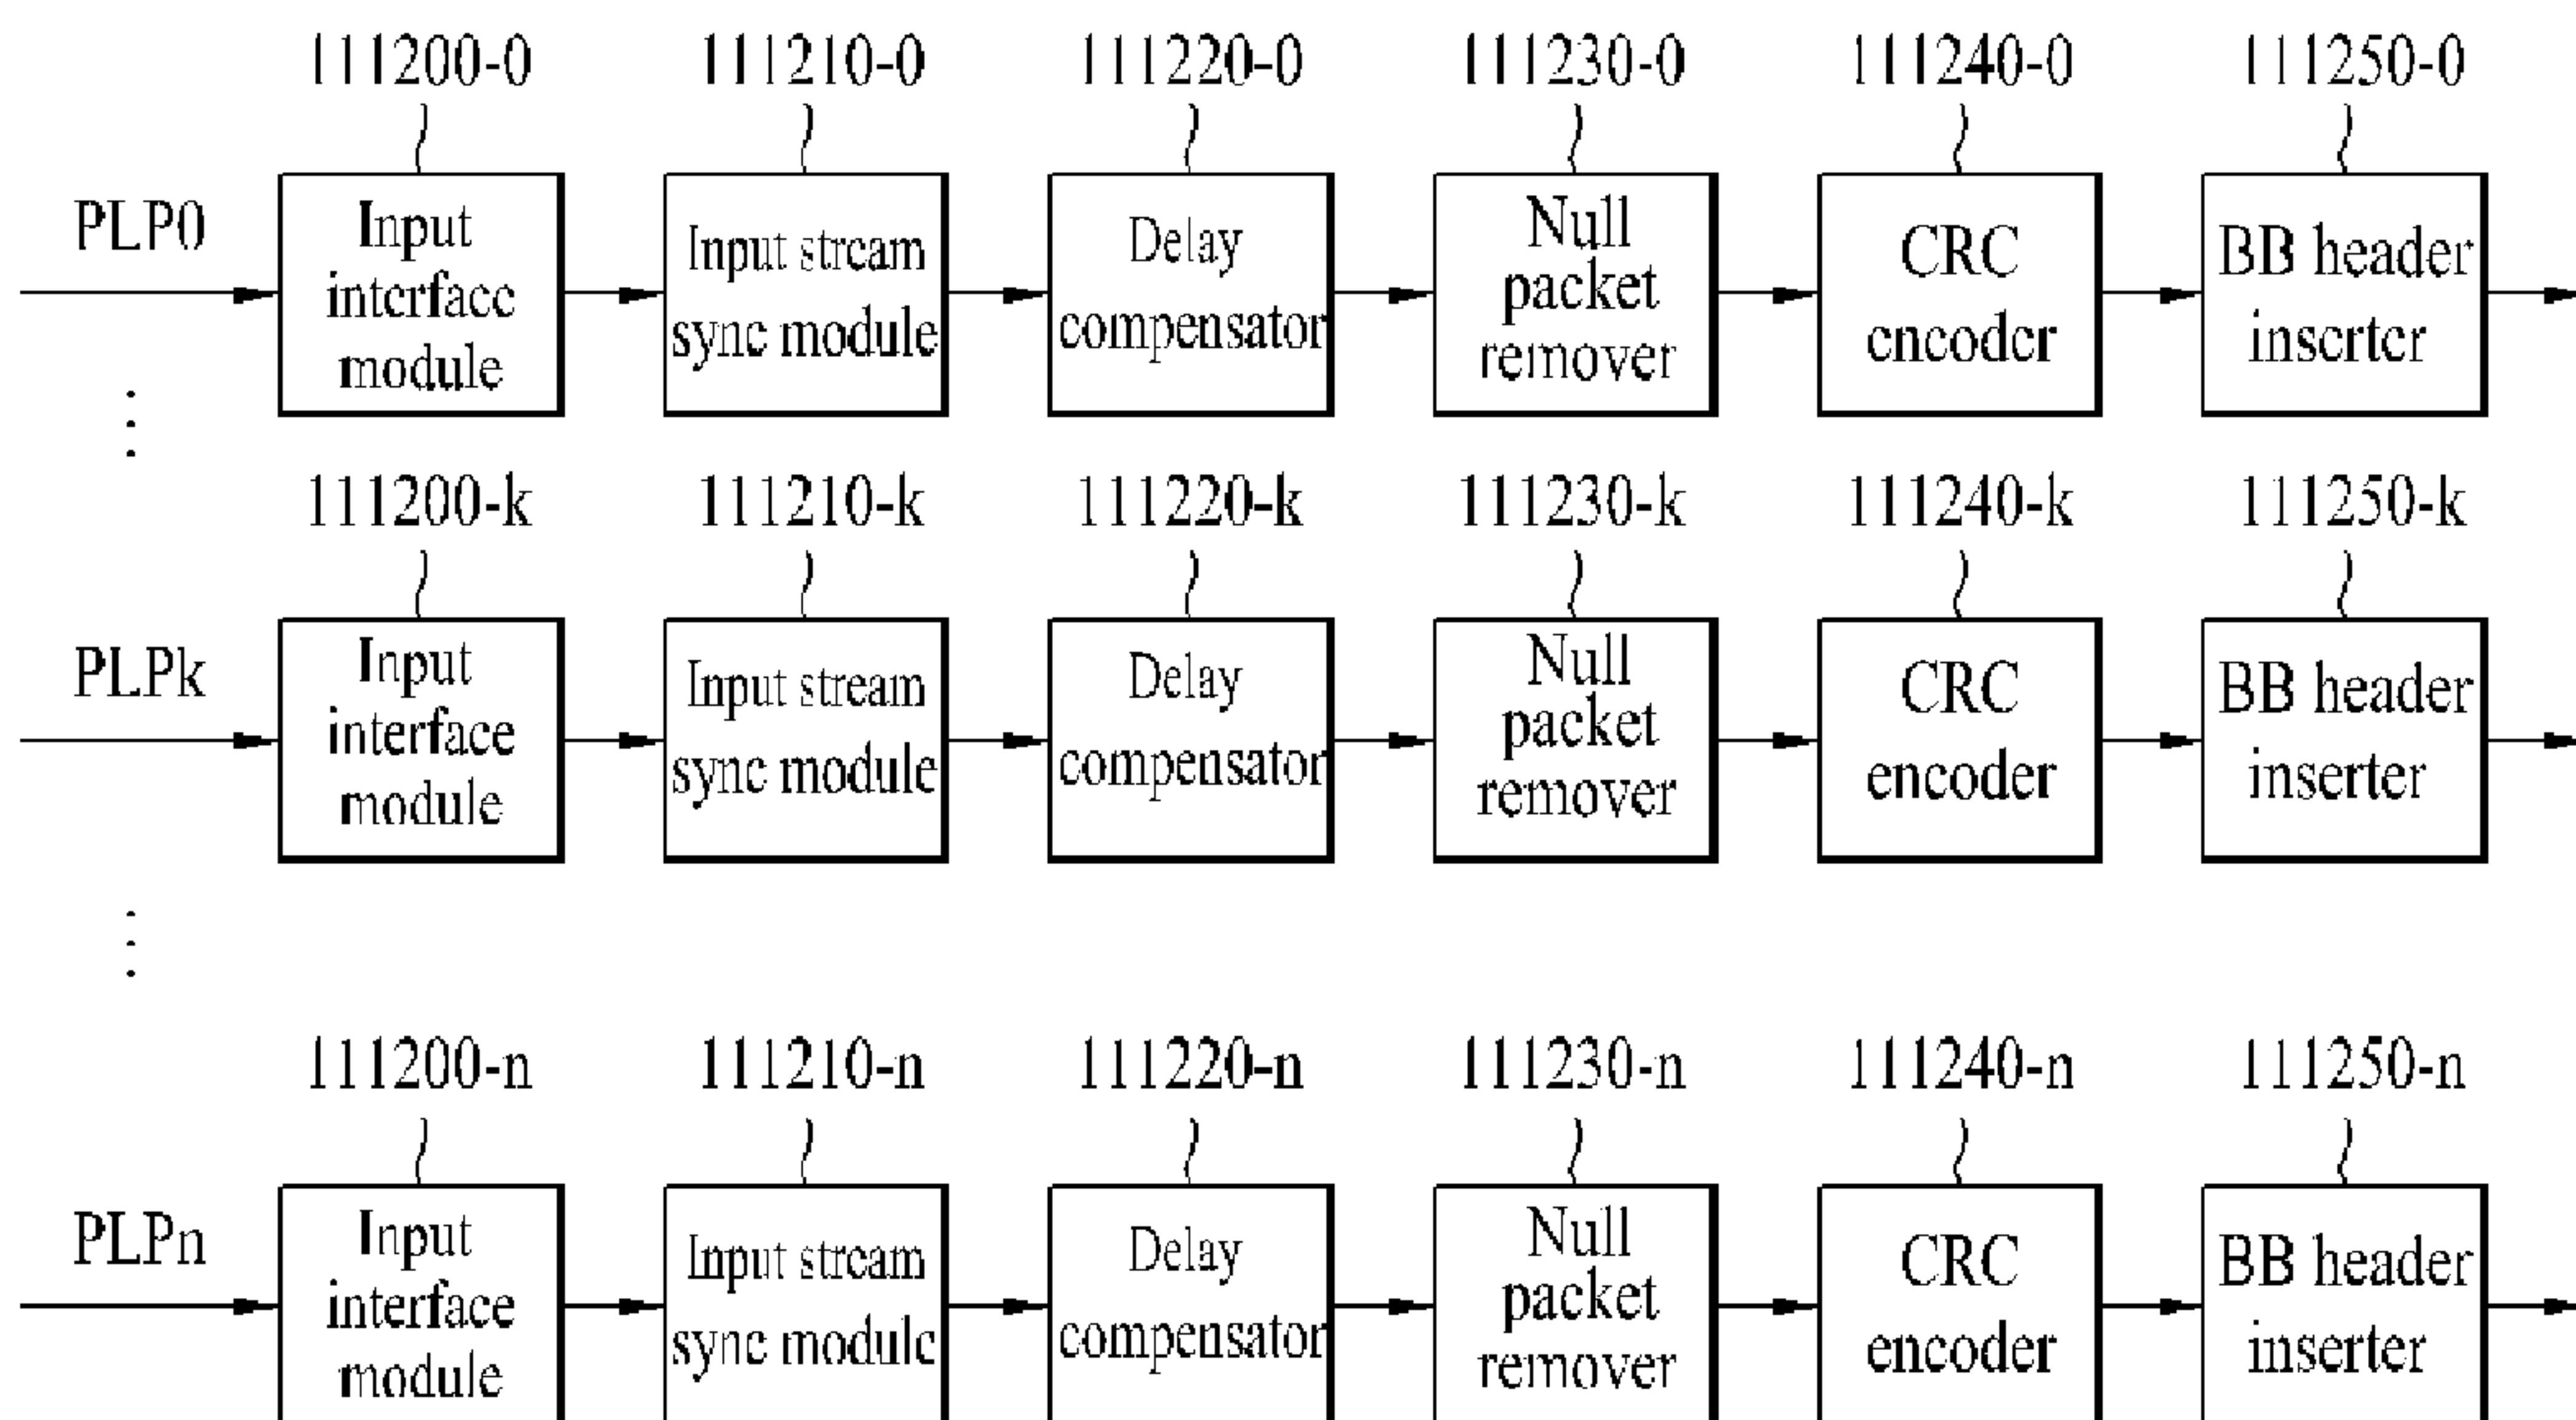 111200-0 111210-0 111220-0 111230-0 111240-0 111250-0
PLP0
Input
interface
module
Input stream
sync module
Delay
compensator
Null
packet
remover
CRC
encoder
BB header
inserter
111200-k 111210-k 111220-k 111230-k 111240-k 111250-k
PLPk
Input
interface
module
Input stream
sync module
Delay
compensator
Null
packet
remover
CRC
encoder
BB header
inserter
111200-n 111210-n 111220-n 111230-n 111240-n 111250-n
PLPn
Input
interface
module
Input stream
sync module
Delay
compensator
Null
packet
remover
CRC
encoder
BB header
inserter